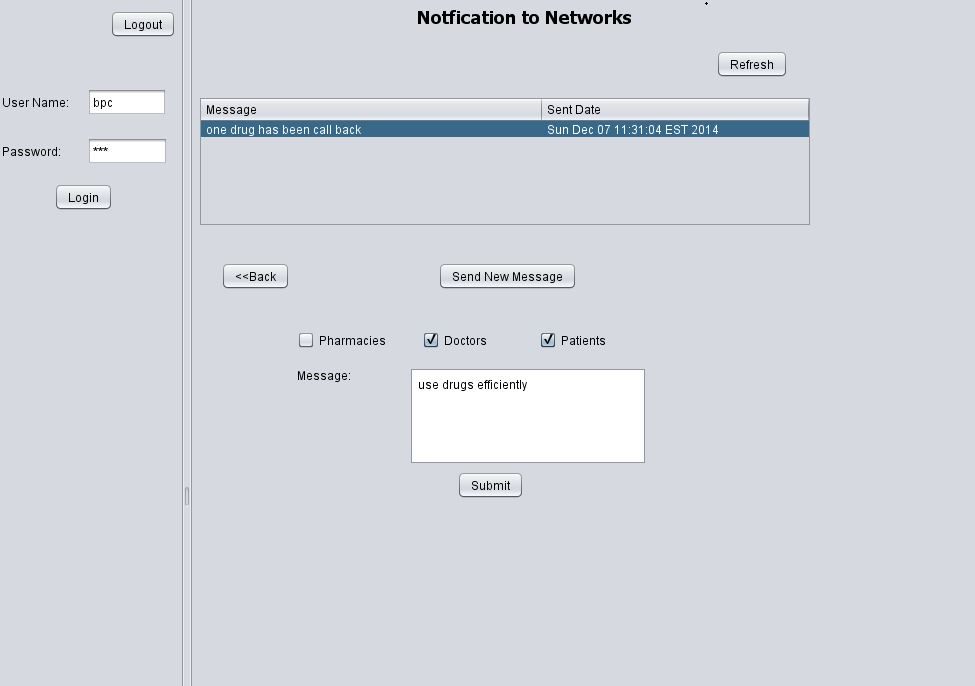 Logout
User Name: bpc
Password: ***
Login
Notfication to Networks
Refresh
Message Sent Date
one drug has been call back Sun Dec 07 11:31:04 EST 2014
<<Back Send New Message
Pharmacies Doctors Patients
Message: use drugs efficiently
Submit